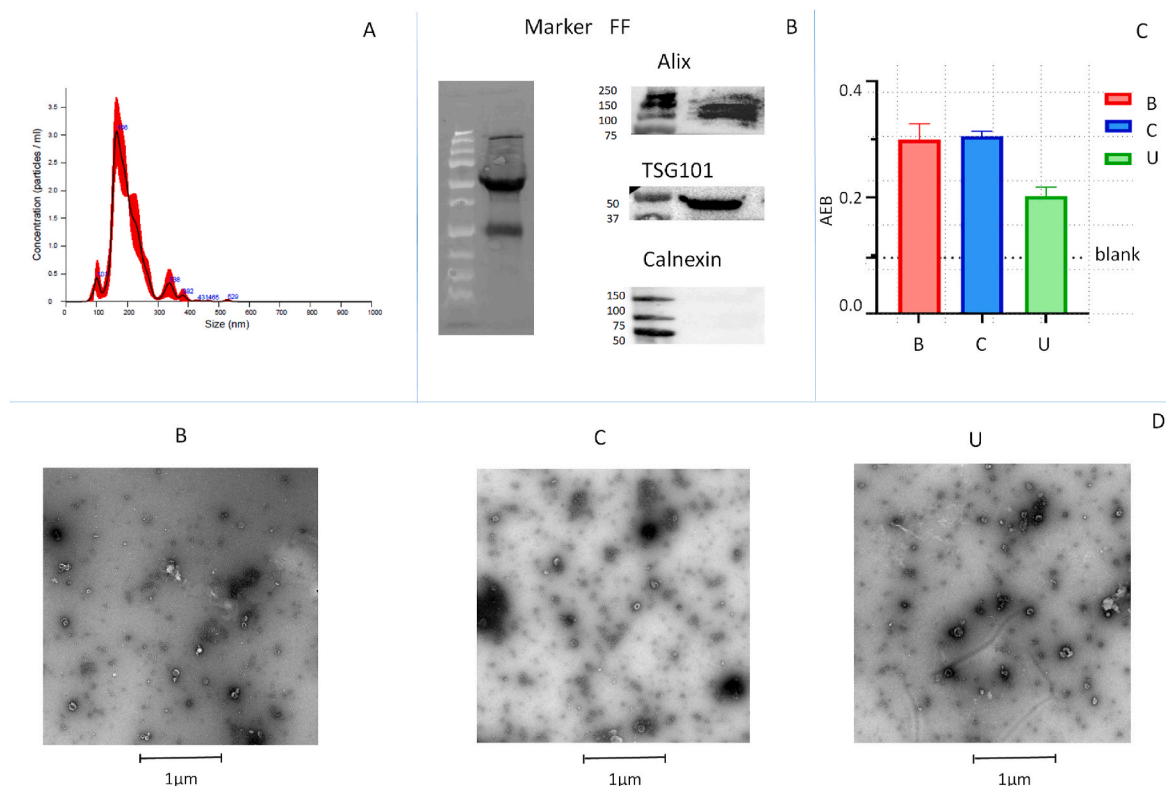 A
Concentration (particles / ml)
3.5
3.0
2.5
2.0
1.5
1.0
0.5
0
0 100 200 300 400 500 600 700 800 900 1000
Size (nm)
529
Marker FF
B
Alix
250
150
100
75
TSG101
50
37
Calnexin
150
100
75
50
C
AEB
0.4
0.2
0.0
blank
B
C
U
B C U
D
B C U
1µm 1µm 1µm